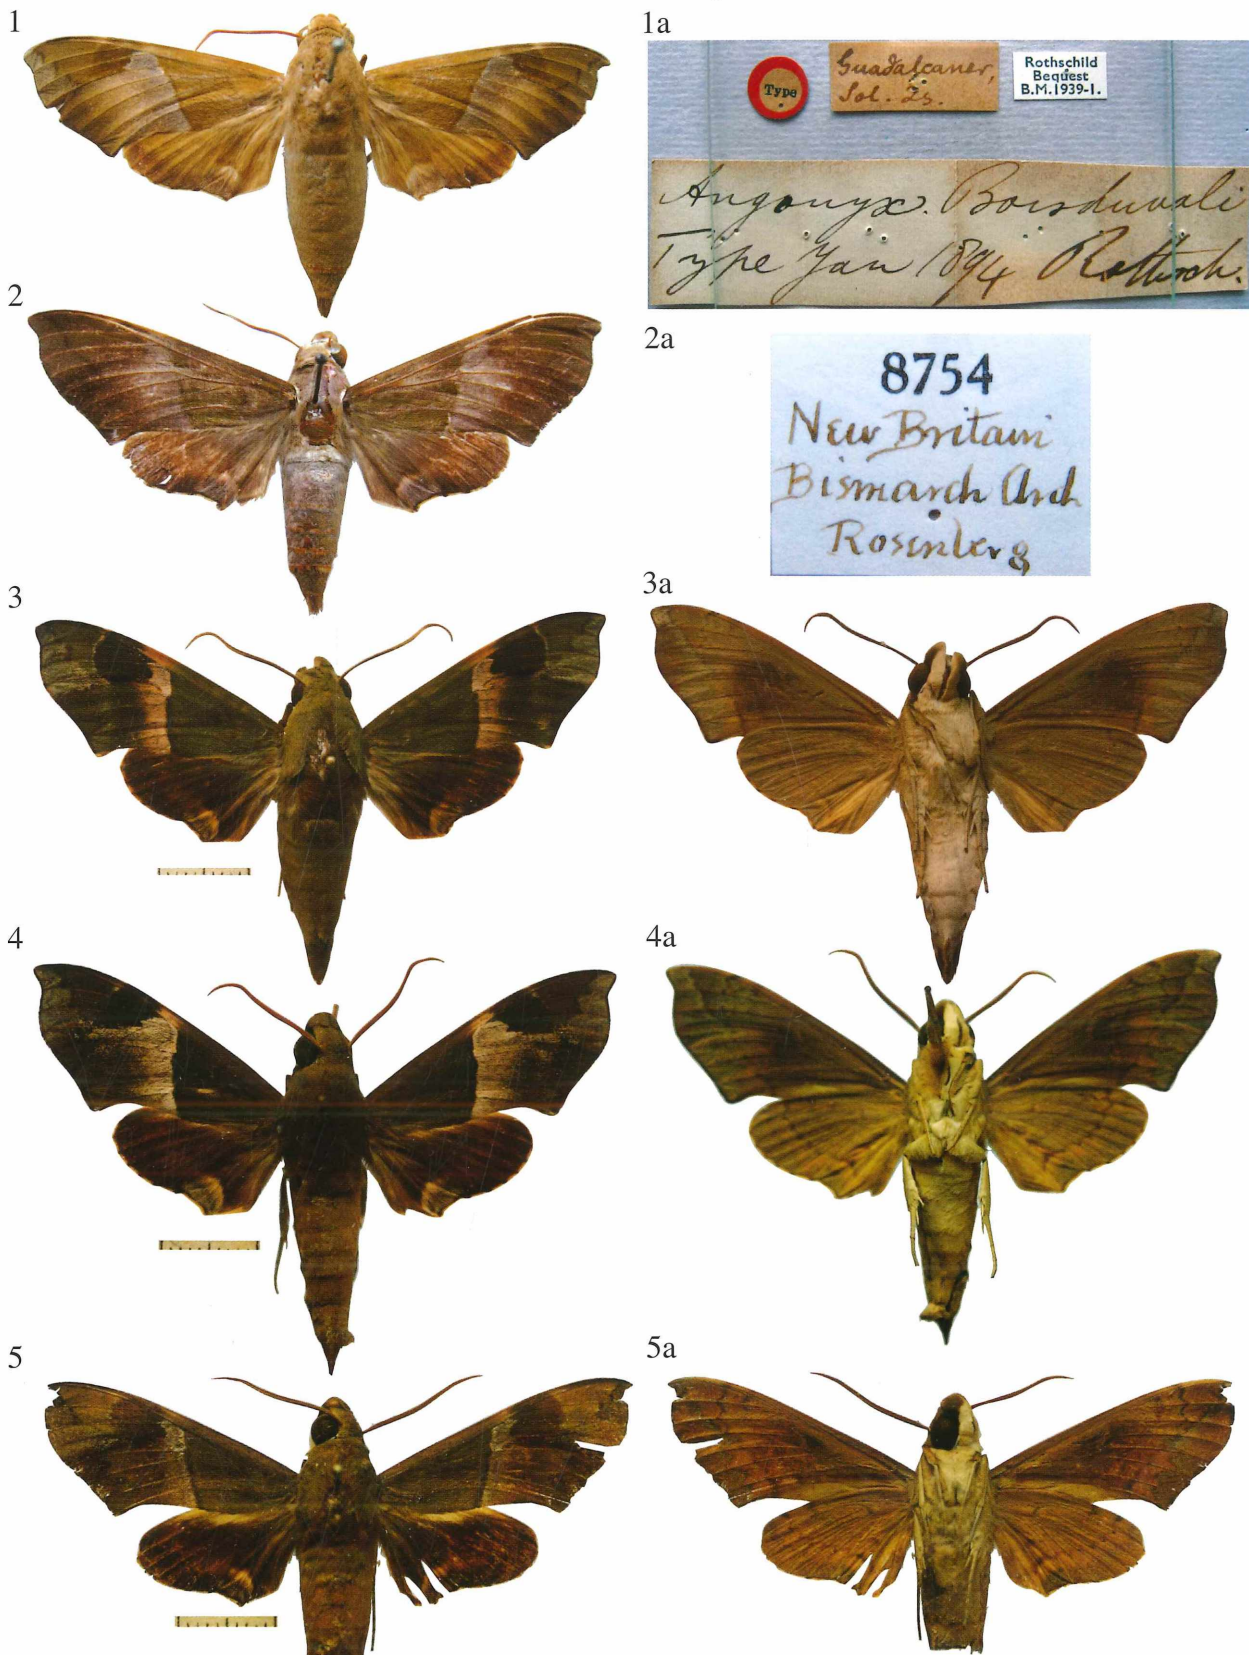 1
1a
Type
Guadalcaner,
Sol. Is.
Rothschild
Bequest
B.M.1939-1.
Angonyx. Boisduvali
Type Jan 1894 Rothsch.
2
2a
8754
New Britain
Bismarch Arch
Rosenberg
3
3a
4
4a
5
5a